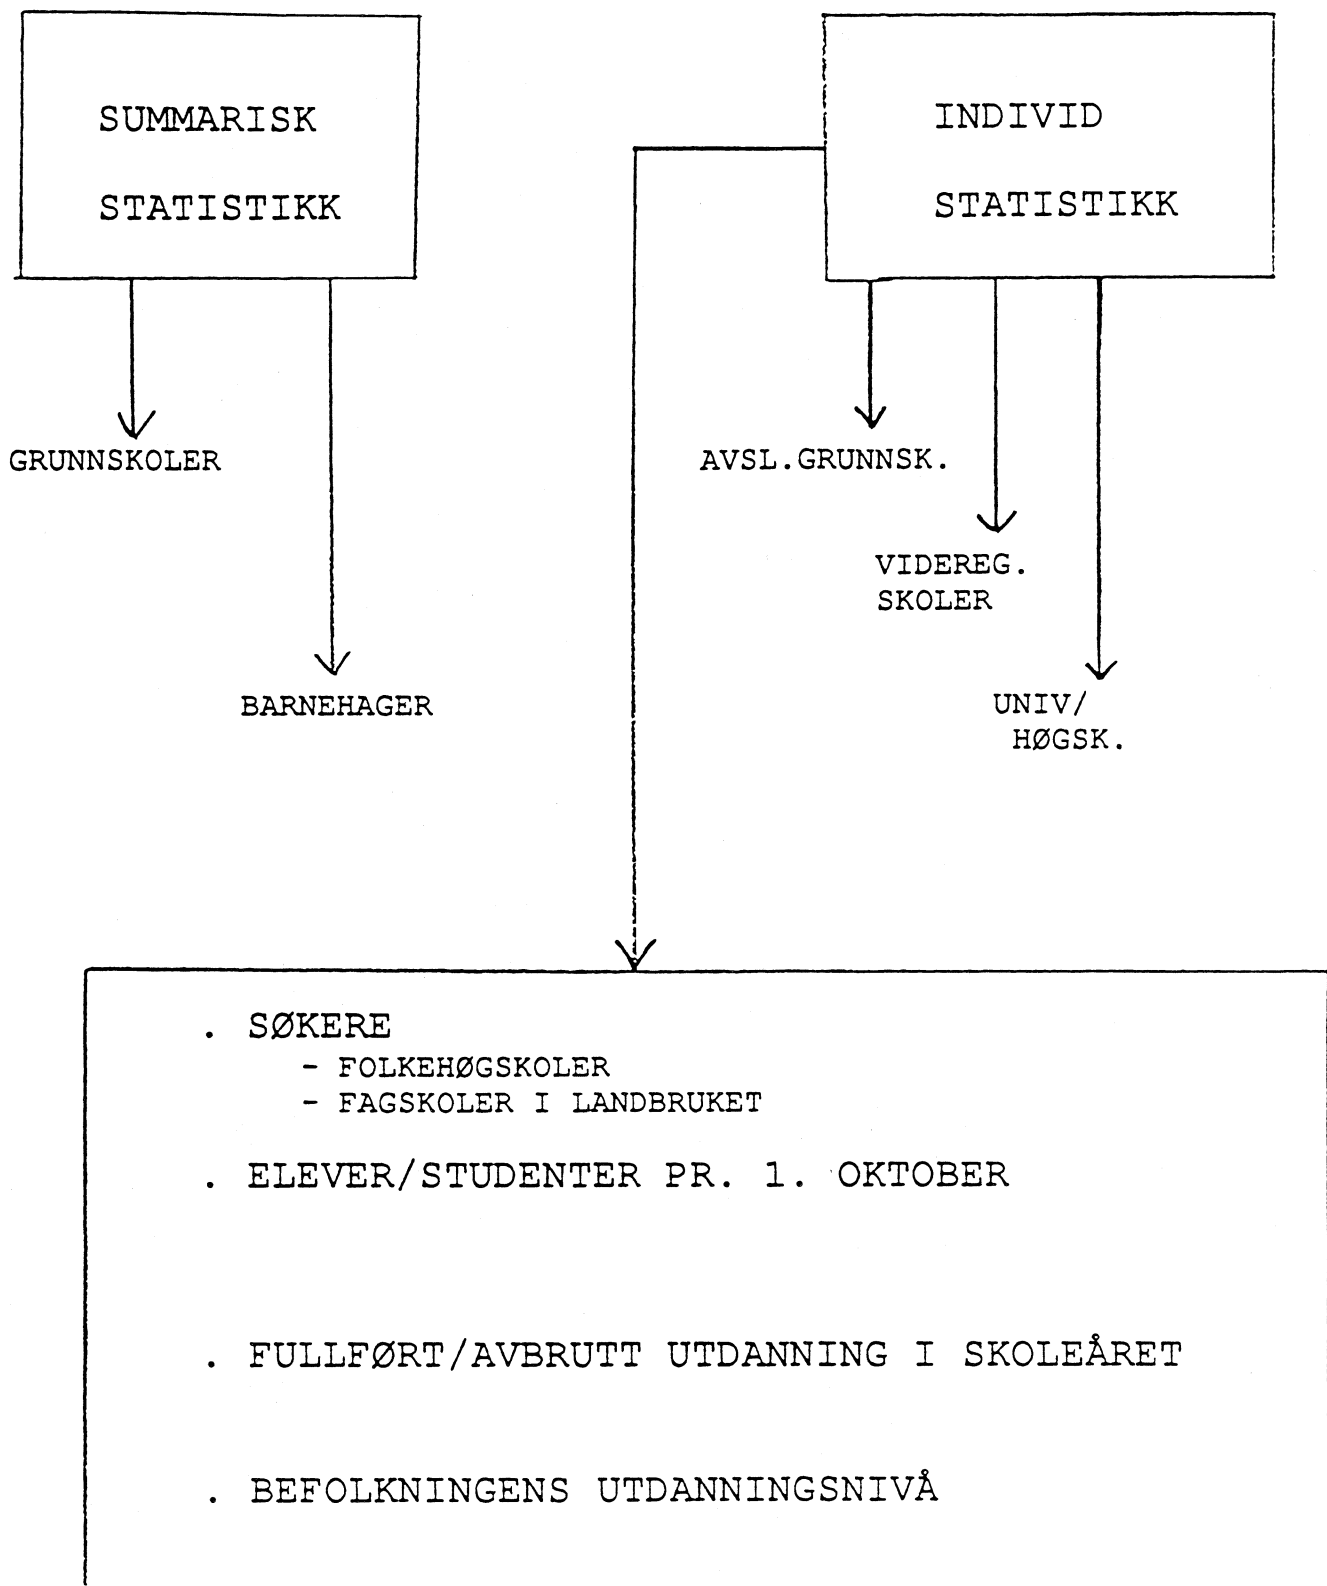 SUMMARISK
STATISTIKK
INDIVID
STATISTIKK
GRUNNSKOLER
BARNEHAGER
AVSL.GRUNNSK.
VIDEREG.
SKOLER
UNIV/
HØGSK.
. SØKERE
- FOLKEHØGSKOLER
- FAGSKOLER I LANDBRUKET
. ELEVER/STUDENTER PR. 1. OKTOBER
. FULLFØRT/AVBRUTT UTDANNING I SKOLEÅRET
. BEFOLKNINGENS UTDANNINGSNIVÅ